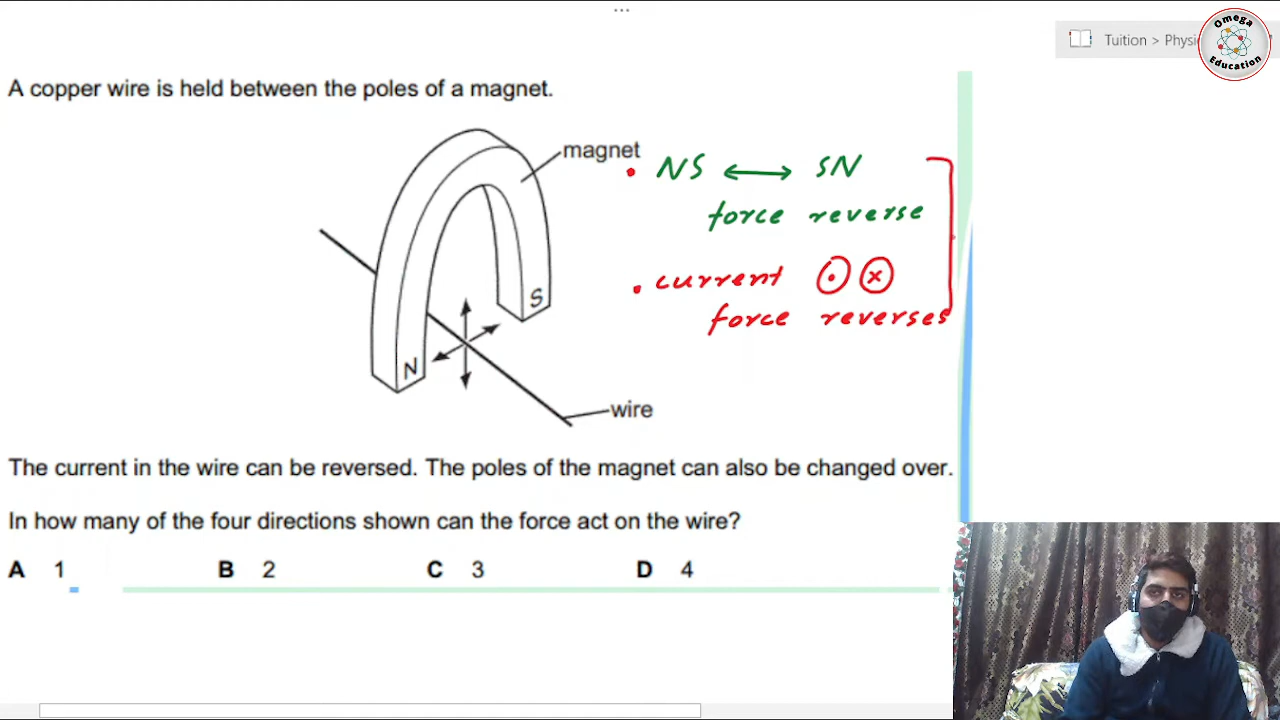 ...
Omega
Education
Tuition > Physi
A copper wire is held between the poles of a magnet.
magnet
NS ⟷ SN
force reverse
• current ⊙ ⊗
force reverses
S
N
wire
The current in the wire can be reversed. The poles of the magnet can also be changed over.
In how many of the four directions shown can the force act on the wire?
A 1 B 2 C 3 D 4